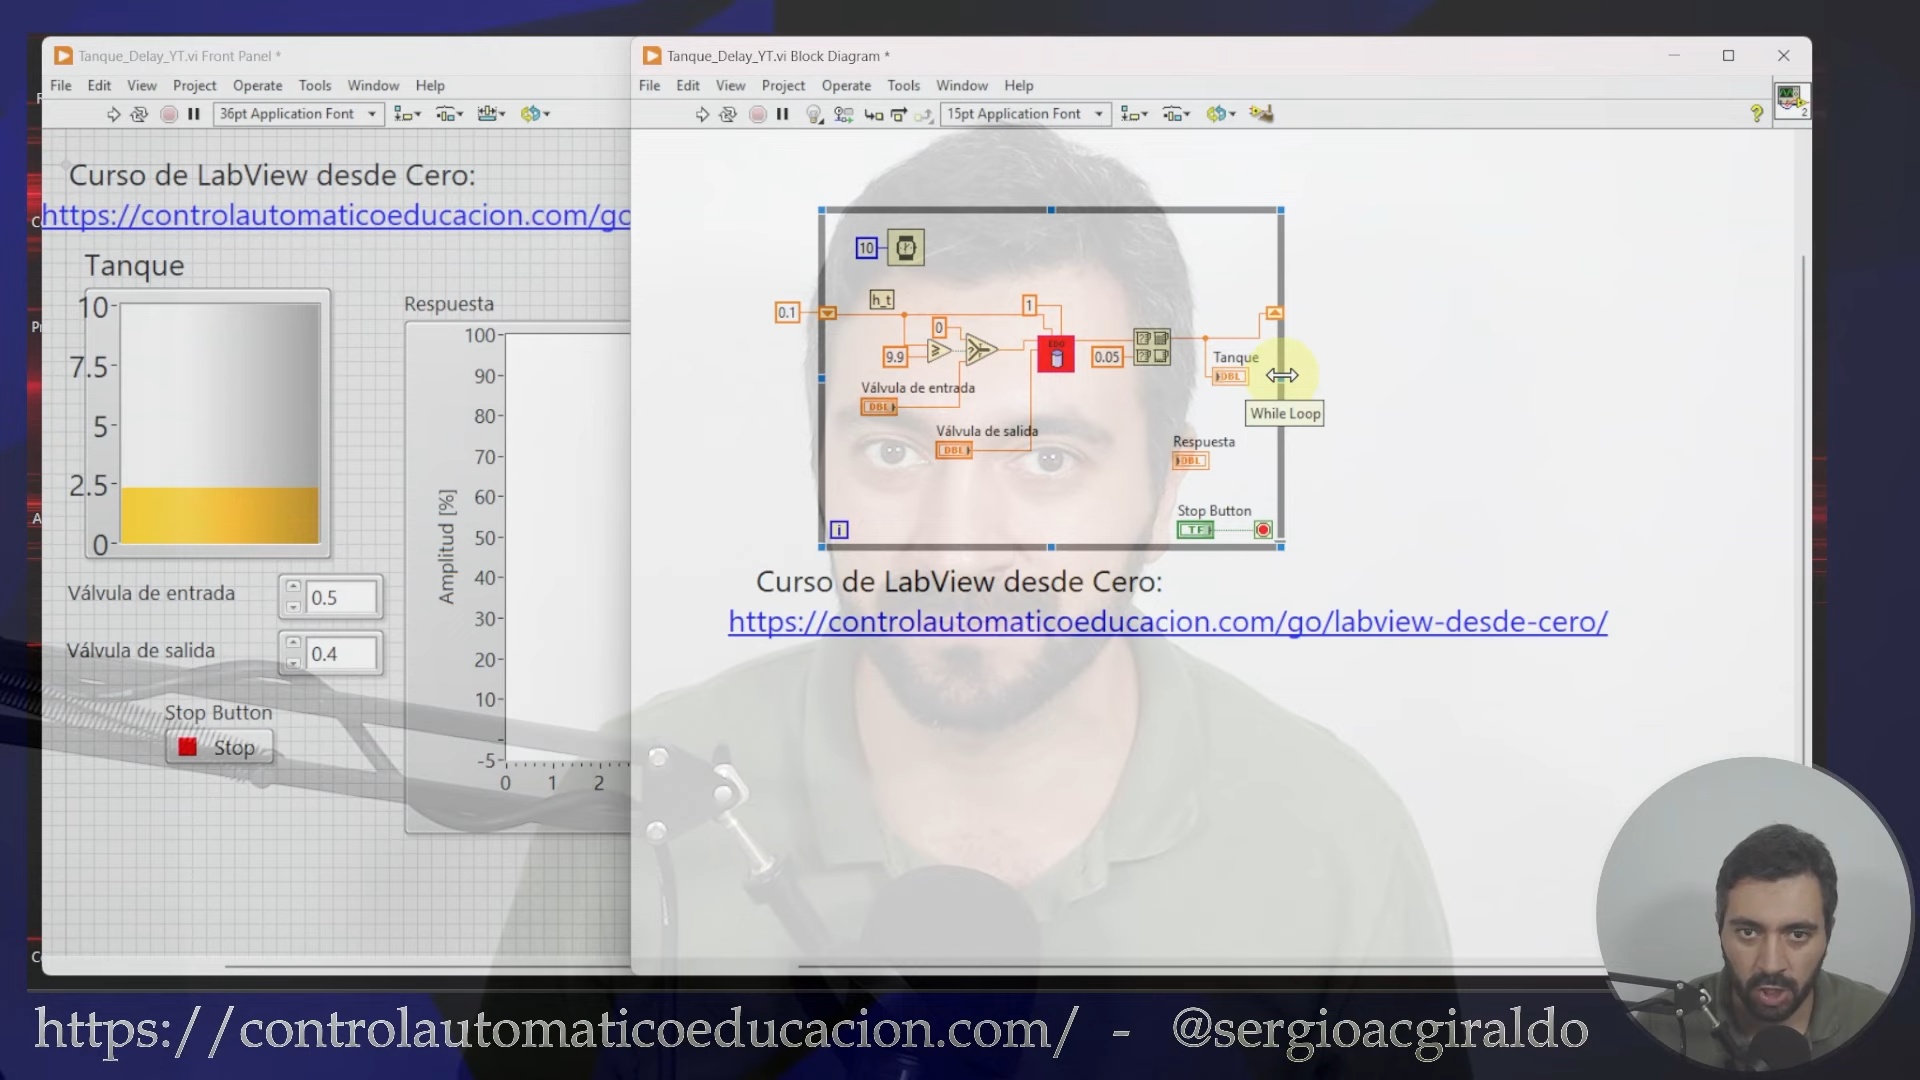 Tanque_Delay_YT.vi Front Panel *
File Edit View Project Operate Tools Window Help
36pt Application Font
Curso de LabView desde Cero:
https://controlautomaticoeducacion.com/go
Tanque
10
7.5
5
2.5
0
Válvula de entrada
0.5
Válvula de salida
0.4
Stop Button
Stop
Respuesta
Amplitud [%]
100
90
80
70
60
50
40
30
20
10
-5
0 1 2
Tanque_Delay_YT.vi Block Diagram *
File Edit View Project Operate Tools Window Help
15pt Application Font
2
10
h_t
0.1
1
0
9.9
0.05
Válvula de entrada
DBL
Válvula de salida
DBL
Tanque
DBL
While Loop
Respuesta
DBL
Stop Button
TF
i
Curso de LabView desde Cero:
https://controlautomaticoeducacion.com/go/labview-desde-cero/
https://controlautomaticoeducacion.com/ - @sergioacgiraldo